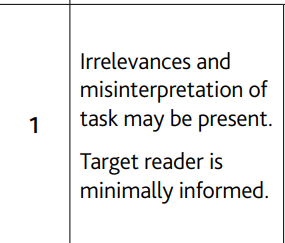 1
Irrelevances and
misinterpretation of
task may be present.
Target reader is
minimally informed.